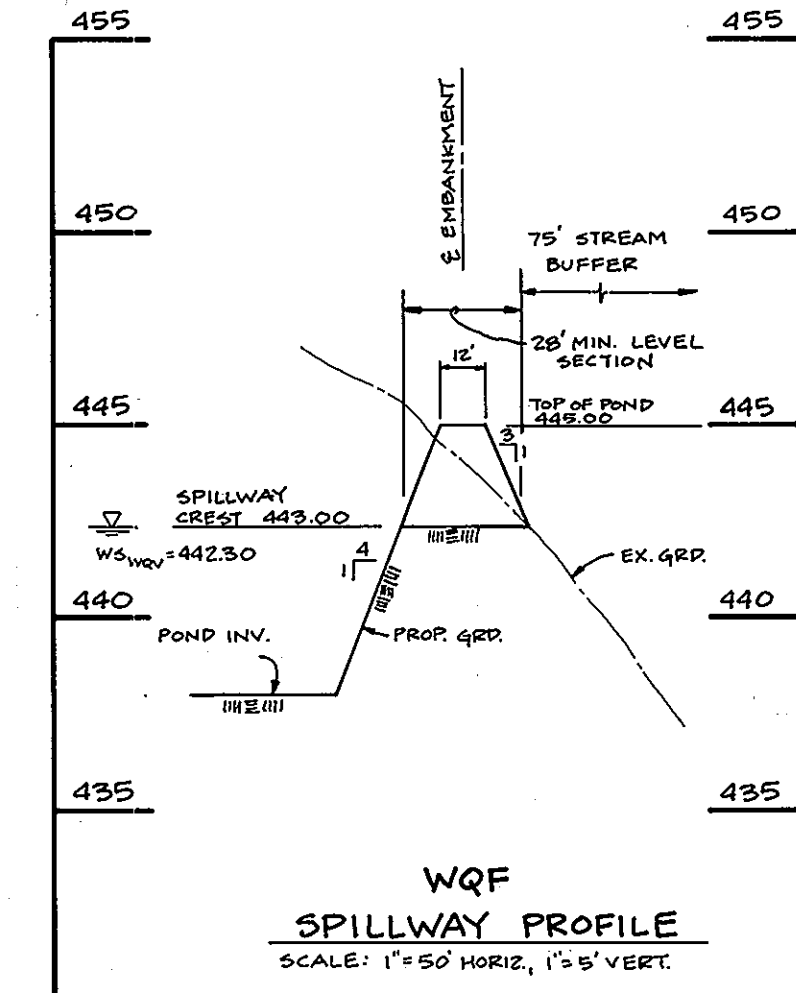 455
455
℄ EMBANKMENT
450
450
75' STREAM
BUFFER
28' MIN. LEVEL
SECTION
12'
445
TOP OF POND
445.00
445
3
1
SPILLWAY
CREST 443.00
WS WQV = 442.30
4
1
EX. GRD.
440
440
POND INV.
PROP. GRD.
435
435
WQF
SPILLWAY PROFILE
SCALE: 1"=50' HORIZ., 1"=5' VERT.